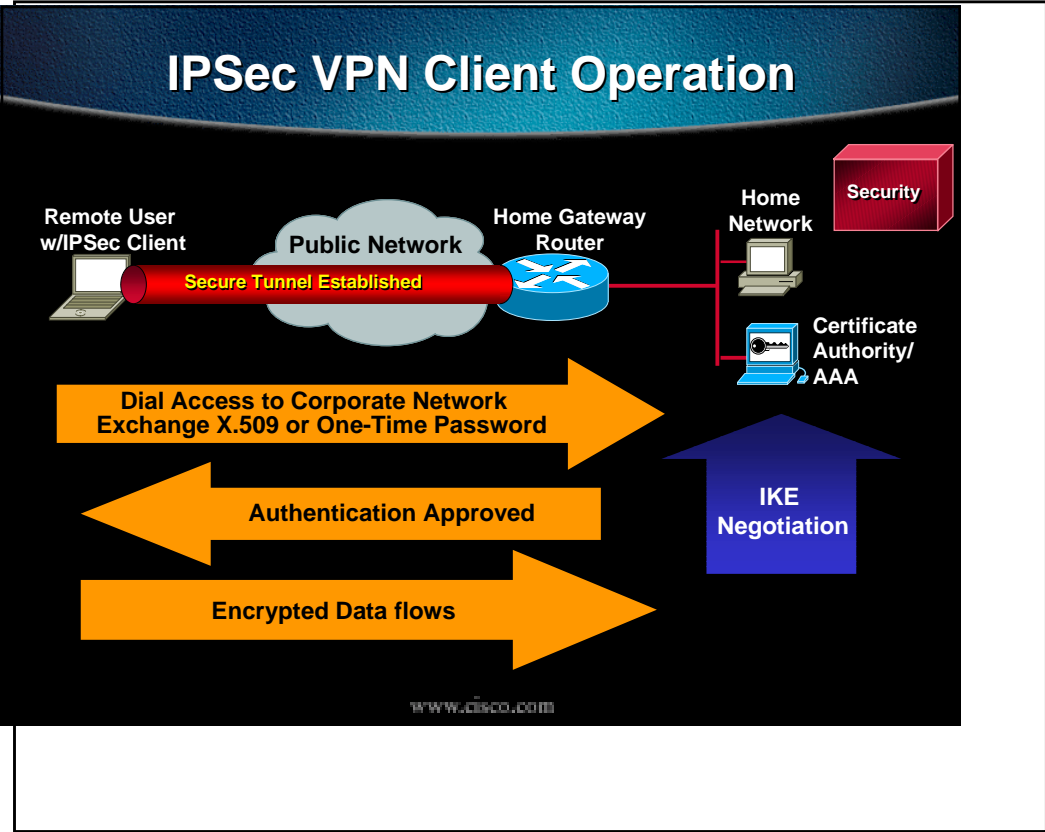 IPSec VPN Client Operation
Security
Home
Network
Remote User
w/IPSec Client
Public Network
Home Gateway
Router
Secure Tunnel Established
Certificate
Authority/
AAA
Dial Access to Corporate Network
Exchange X.509 or One-Time Password
IKE
Negotiation
Authentication Approved
Encrypted Data flows
www.cisco.com